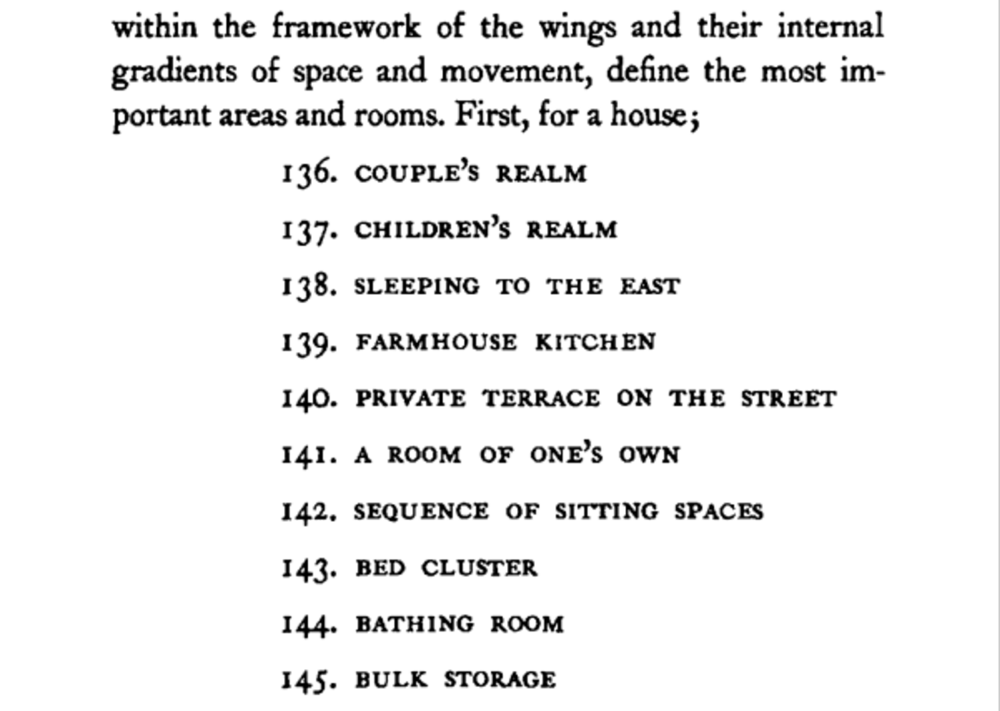 within the framework of the wings and their internal
gradients of space and movement, define the most im-
portant areas and rooms. First, for a house;
136. COUPLE'S REALM
137. CHILDREN'S REALM
138. SLEEPING TO THE EAST
139. FARMHOUSE KITCHEN
140. PRIVATE TERRACE ON THE STREET
141. A ROOM OF ONE'S OWN
142. SEQUENCE OF SITTING SPACES
143. BED CLUSTER
144. BATHING ROOM
145. BULK STORAGE